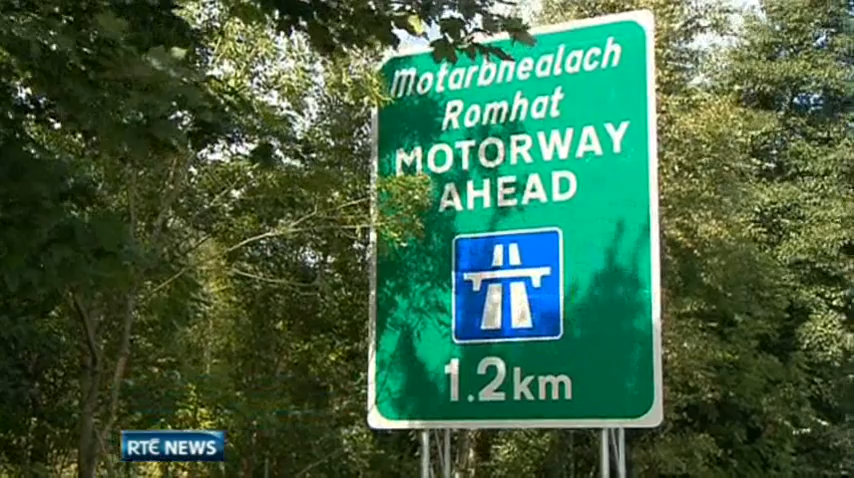 Motarbhealach
Romhat
MOTORWAY
AHEAD
1.2km
RTÉ NEWS